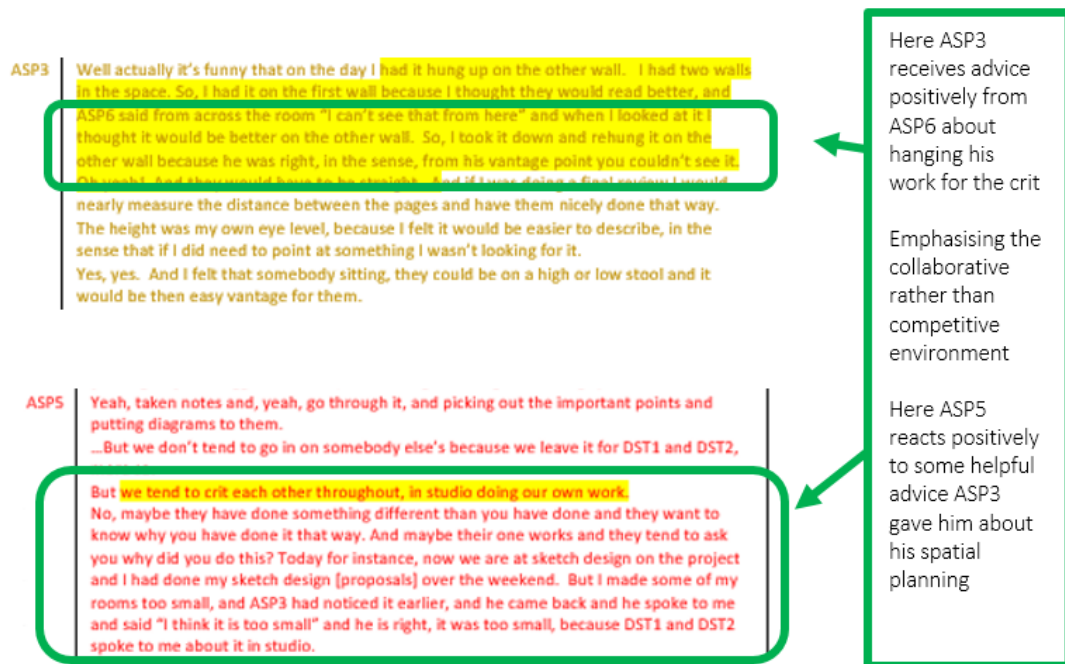 ASP3
Well actually it's funny that on the day I had it hung up on the other wall. I had two walls
in the space. So, I had it on the first wall because I thought they would read better, and
ASP6 said from across the room "I can't see that from here" and when I looked at it I
thought it would be better on the other wall. So, I took it down and rehung it on the
other wall because he was right, in the sense, from his vantage point you couldn't see it.
Oh yeah! And they would have to be straight. And if I was doing a final review I would
nearly measure the distance between the pages and have them nicely done that way.
The height was my own eye level, because I felt it would be easier to describe, in the
sense that if I did need to point at something I wasn't looking for it.
Yes, yes. And I felt that somebody sitting, they could be on a high or low stool and it
would be then easy vantage for them.
ASP5
Yeah, taken notes and, yeah, go through it, and picking out the important points and
putting diagrams to them.
...But we don't tend to go in on somebody else's because we leave it for DST1 and DST2,
But we tend to crit each other throughout, in studio doing our own work.
No, maybe they have done something different than you have done and they want to
know why you have done it that way. And maybe their one works and they tend to ask
you why did you do this? Today for instance, now we are at sketch design on the project
and I had done my sketch design [proposals] over the weekend. But I made some of my
rooms too small, and ASP3 had noticed it earlier, and he came back and he spoke to me
and said "I think it is too small" and he is right, it was too small, because DST1 and DST2
spoke to me about it in studio.
Here ASP3
receives advice
positively from
ASP6 about
hanging his
work for the crit
Emphasising the
collaborative
rather than
competitive
environment
Here ASP5
reacts positively
to some helpful
advice ASP3
gave him about
his spatial
planning